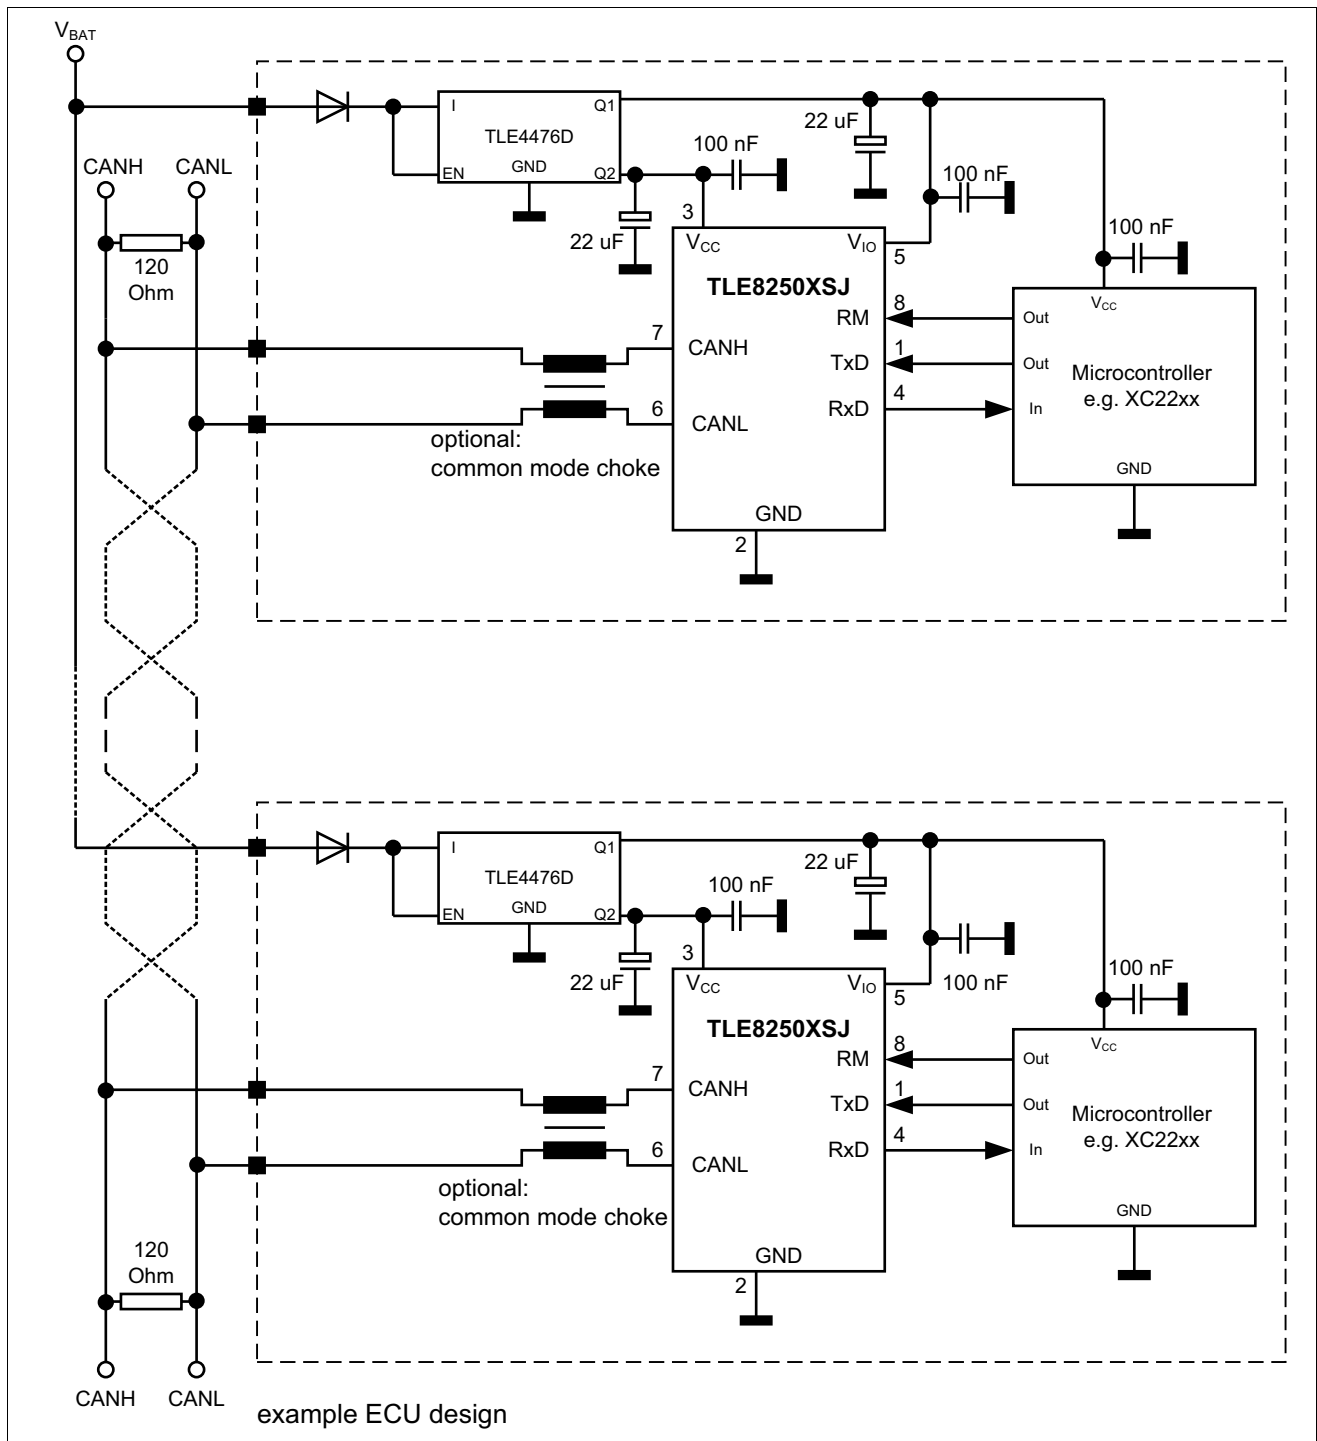 VBAT
CANH
CANL
120
Ohm
I
Q1
TLE4476D
EN
GND
Q2
100 nF
22 uF
22 uF
100 nF
100 nF
3
VCC
VIO
5
TLE8250XSJ
RM
8
TxD
1
RxD
4
7
CANH
6
CANL
GND
2
optional:
common mode choke
VCC
Out
Out
In
Microcontroller
e.g. XC22xx
GND
I
Q1
TLE4476D
EN
GND
Q2
100 nF
22 uF
22 uF
100 nF
100 nF
3
VCC
VIO
5
TLE8250XSJ
RM
8
TxD
1
RxD
4
7
CANH
6
CANL
GND
2
optional:
common mode choke
VCC
Out
Out
In
Microcontroller
e.g. XC22xx
GND
120
Ohm
CANH
CANL
example ECU design